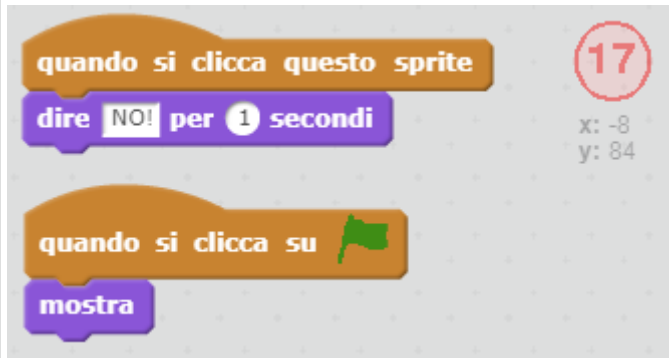 quando si clicca questo sprite
dire NO! per 1 secondi
17
x: -8
y: 84
quando si clicca su
mostra